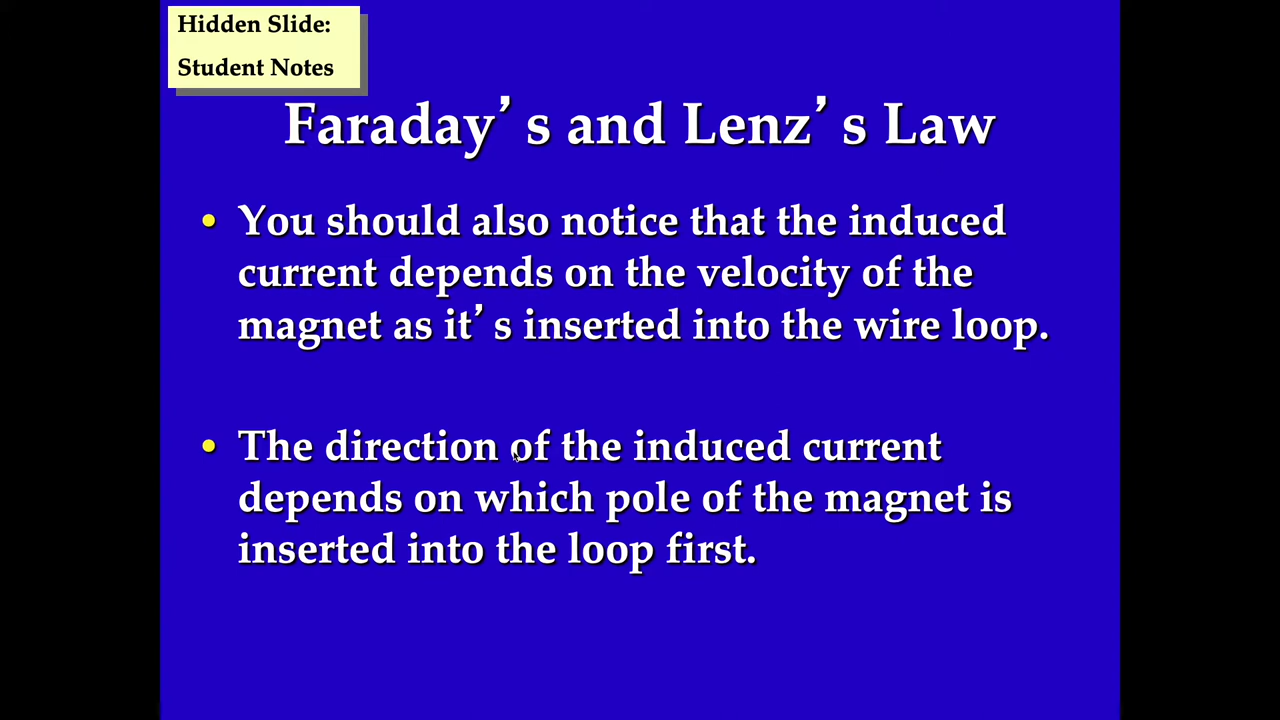 Hidden Slide:
Student Notes
Faraday’s and Lenz’s Law
• You should also notice that the induced
current depends on the velocity of the
magnet as it’s inserted into the wire loop.
• The direction of the induced current
depends on which pole of the magnet is
inserted into the loop first.